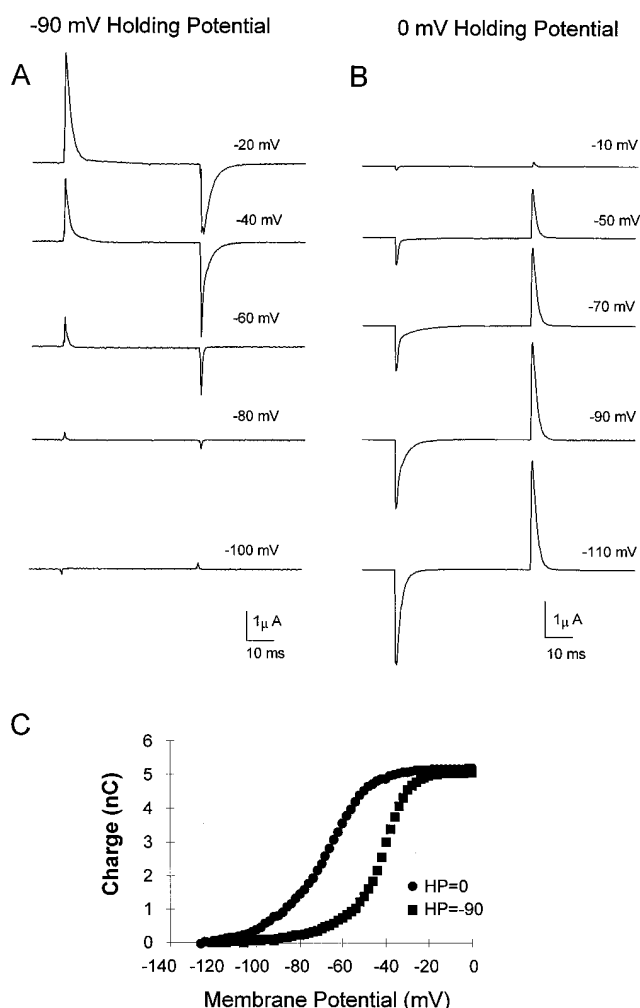 -90 mV Holding Potential
0 mV Holding Potential
A
B
-20 mV
-40 mV
-60 mV
-80 mV
-100 mV
1μ A
10 ms
-10 mV
-50 mV
-70 mV
-90 mV
-110 mV
1μ A
10 ms
C
Charge (nC)
6
5
4
3
2
1
0
HP=0
HP=-90
-140 -120 -100 -80 -60 -40 -20 0
Membrane Potential (mV)